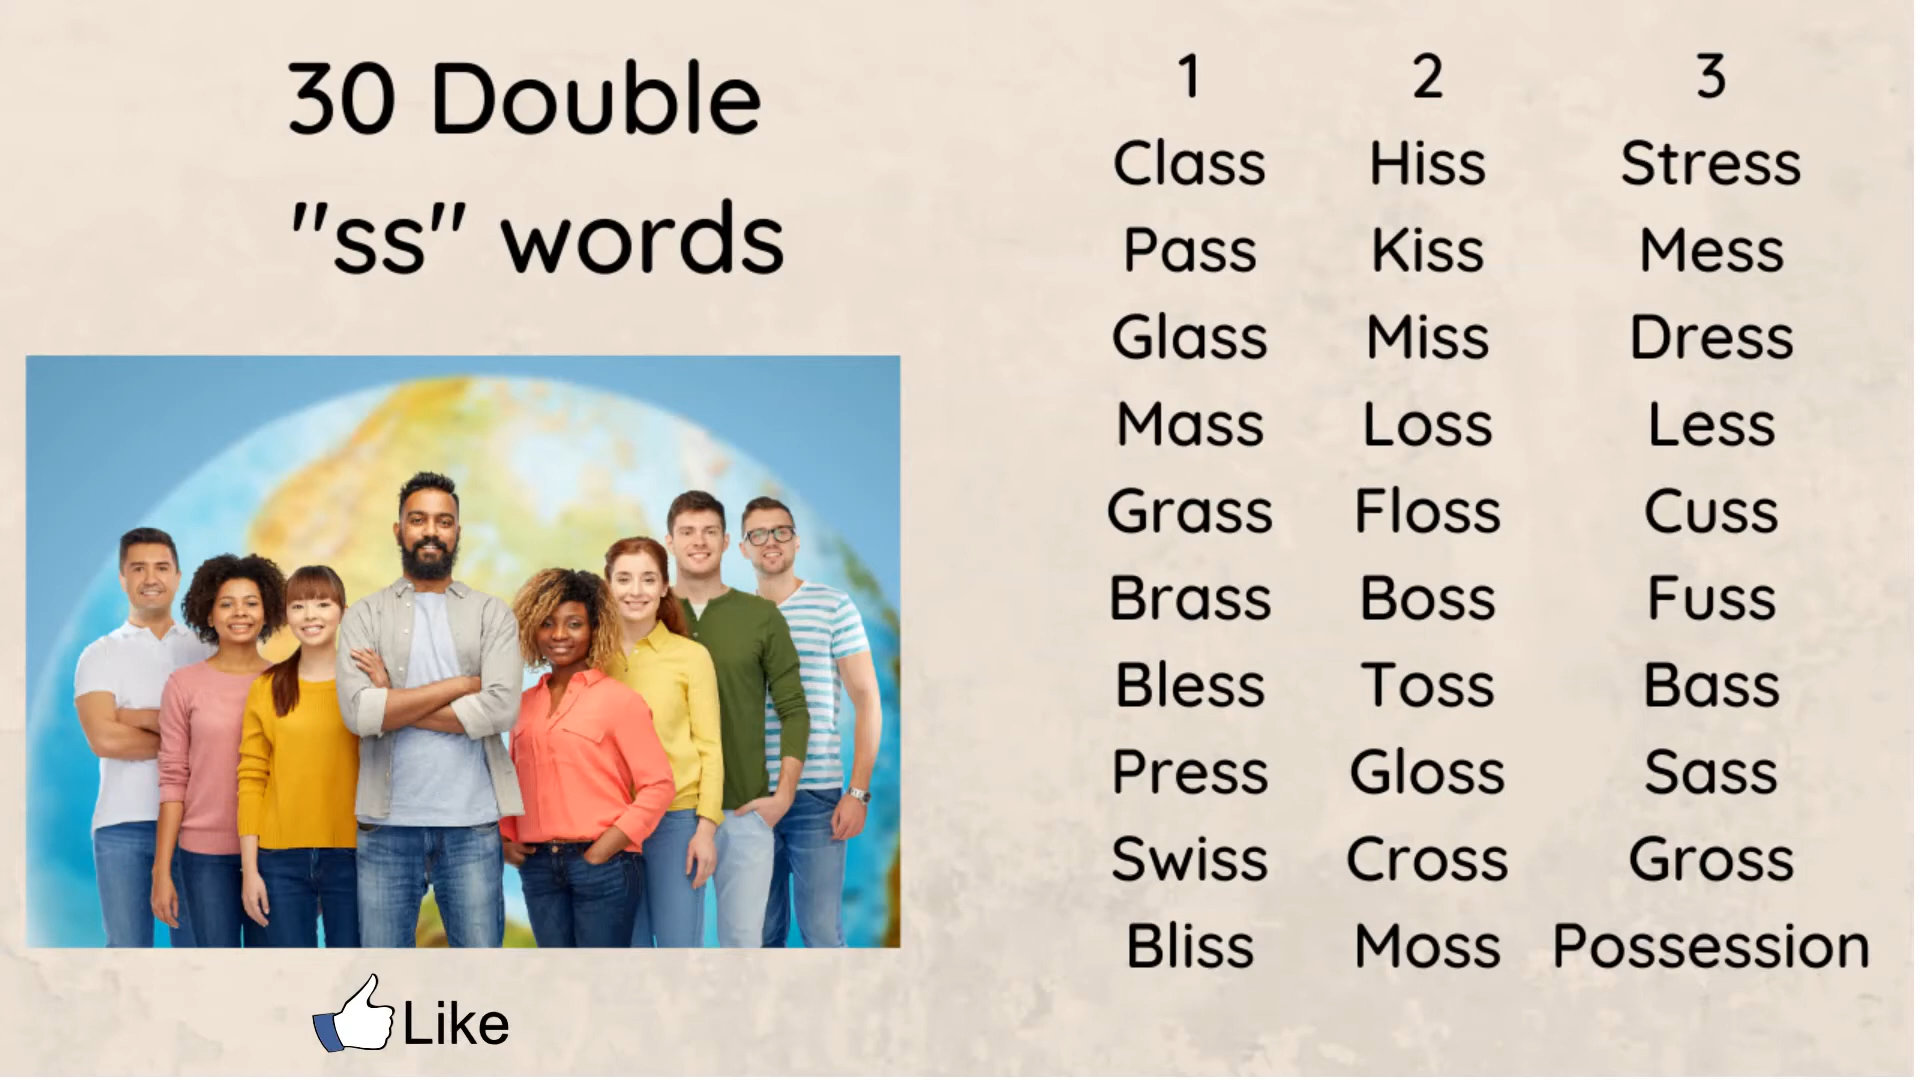 30 Double
"ss" words
1 2 3
Class Hiss Stress
Pass Kiss Mess
Glass Miss Dress
Mass Loss Less
Grass Floss Cuss
Brass Boss Fuss
Bless Toss Bass
Press Gloss Sass
Swiss Cross Gross
Bliss Moss Possession
Like